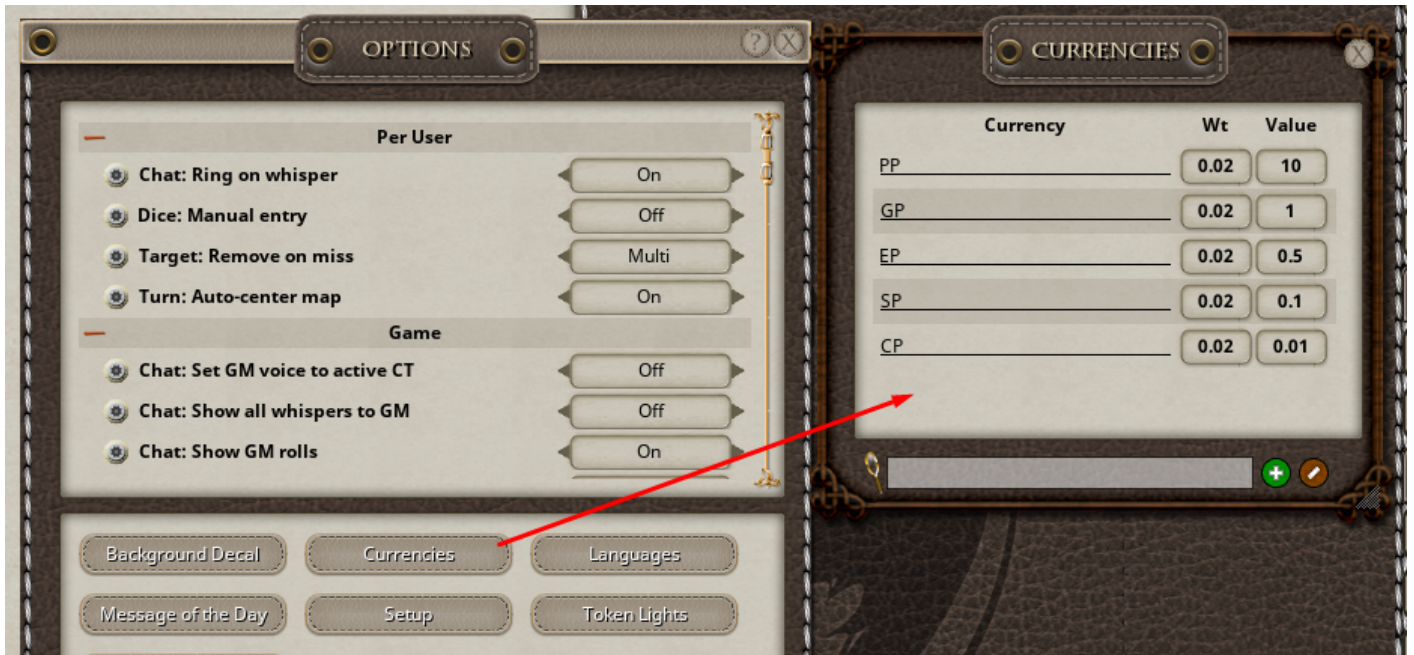 OPTIONS
?
X
Per User
Chat: Ring on whisper
On
Dice: Manual entry
Off
Target: Remove on miss
Multi
Turn: Auto-center map
On
Game
Chat: Set GM voice to active CT
Off
Chat: Show all whispers to GM
Off
Chat: Show GM rolls
On
Background Decal
Currencies
Languages
Message of the Day
Setup
Token Lights
CURRENCIES
X
Currency Wt Value
PP 0.02 10
GP 0.02 1
EP 0.02 0.5
SP 0.02 0.1
CP 0.02 0.01